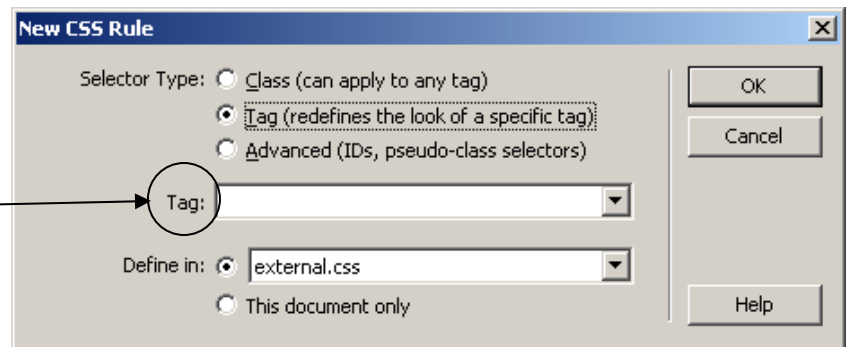 New CSS Rule
Selector Type: Class (can apply to any tag)
Tag (redefines the look of a specific tag)
Advanced (IDs, pseudo-class selectors)
Tag:
Define in: external.css
This document only
OK
Cancel
Help